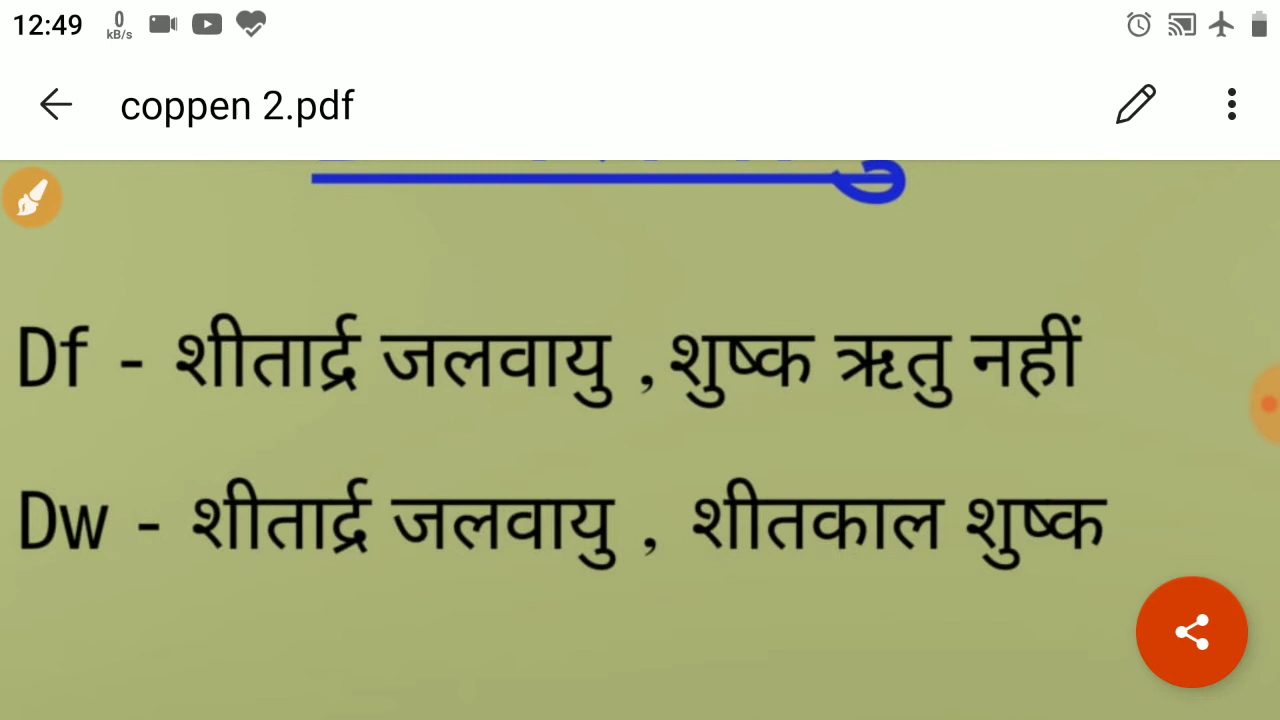 12:49 0 kB/s
coppen 2.pdf
Df - शीतार्द्र जलवायु , शुष्क ऋतु नहीं
Dw - शीतार्द्र जलवायु , शीतकाल शुष्क